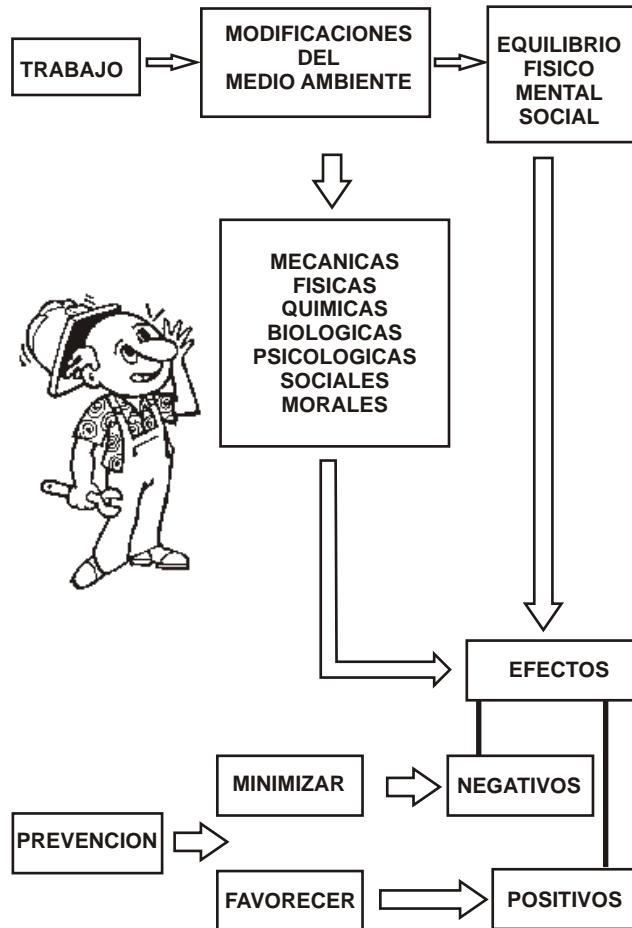 TRABAJO
MODIFICACIONES
DEL
MEDIO AMBIENTE
EQUILIBRIO
FISICO
MENTAL
SOCIAL
MECANICAS
FISICAS
QUIMICAS
BIOLOGICAS
PSICOLOGICAS
SOCIALES
MORALES
EFECTOS
MINIMIZAR
NEGATIVOS
PREVENCION
FAVORECER
POSITIVOS